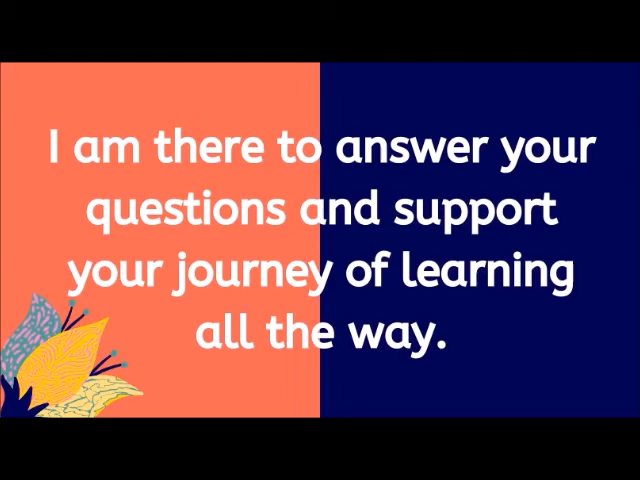 I am there to answer your
questions and support
your journey of learning
all the way.